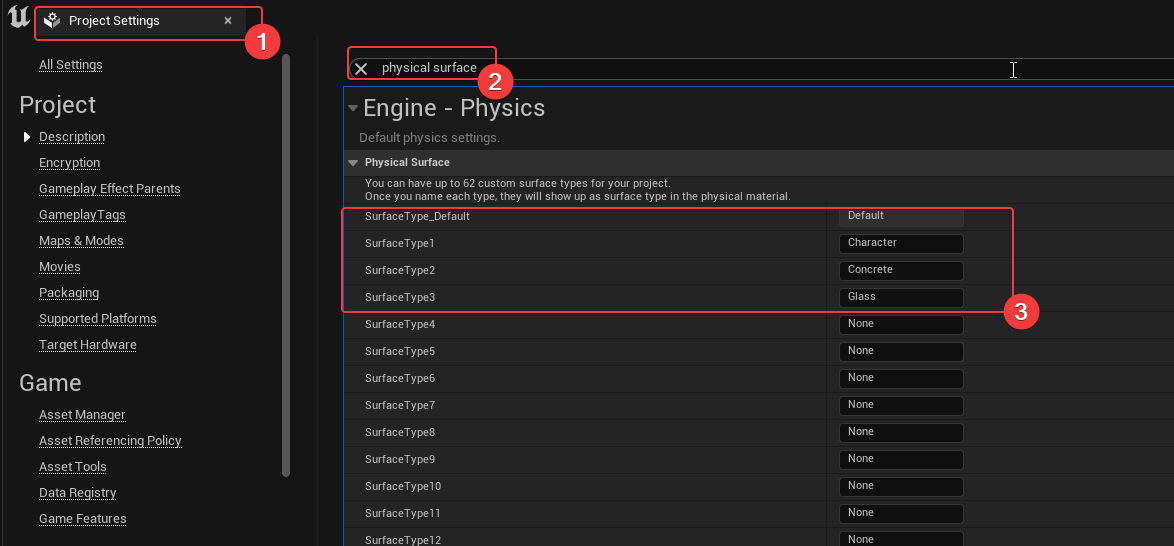 Project Settings
1
All Settings
Project
Description
Encryption
Gameplay Effect Parents
GameplayTags
Maps & Modes
Movies
Packaging
Supported Platforms
Target Hardware
Game
Asset Manager
Asset Referencing Policy
Asset Tools
Data Registry
Game Features
physical surface
2
Engine - Physics
Default physics settings.
Physical Surface
You can have up to 62 custom surface types for your project.
Once you name each type, they will show up as surface type in the physical material.
SurfaceType_Default Default
SurfaceType1 Character
SurfaceType2 Concrete
SurfaceType3 Glass
3
SurfaceType4 None
SurfaceType5 None
SurfaceType6 None
SurfaceType7 None
SurfaceType8 None
SurfaceType9 None
SurfaceType10 None
SurfaceType11 None
SurfaceType12 None